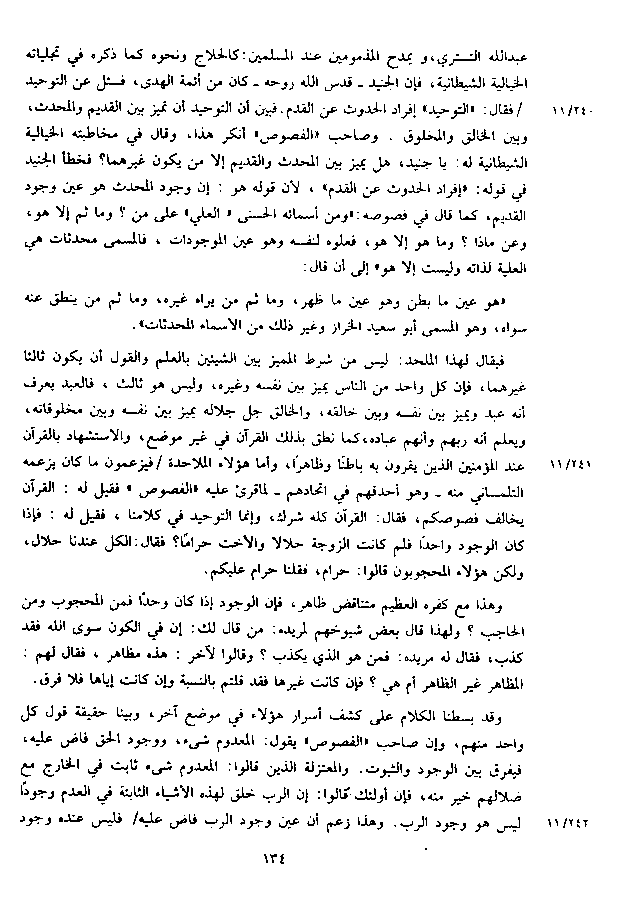 عبدالله التستري، و يمدح المذمومين عند المسلمين: كالحلاج ونحوه كما ذكره في تجلياته
الخيالية الشيطانية، فإن الجنيد ـ قدس الله روحه ـ كان من أئمة الهدى، فسئل عن التوحيد
١١/٢٤٠ / فقال: «التوحيد» إفراد الحدوث عن القدم. فبين أن التوحيد أن تميز بين القديم والمحدث،
وبين الخالق والمخلوق . وصاحب «الفصوص» أنكر هذا، وقال في مخاطبته الخيالية
الشيطانية له: يا جنيد، هل يميز بين المحدث والقديم إلا من يكون غيرهما؟ فخطأ الجنيد
في قوله: «إفراد الحدوث عن القدم» ، لأن قوله هو : إن وجود المحدث هو عين وجود
القديم، كما قال في فصوصه: «ومن أسمائه الحسنى « العلي» على من ؟ وما ثم إلا هو،
وعن ماذا ؟ وما هو إلا هو، فعلوه لنفسه وهو عين الموجودات ، فالمسمى محدثات هي
العلية لذاته وليست إلا هو» إلى أن قال:
«هو عين ما بطن وهو عين ما ظهر، وما ثم من يراه غيره، وما ثم من ينطق عنه
سواه، وهو المسمى أبو سعيد الخراز وغير ذلك من الأسماء المحدثات».
فيقال لهذا الملحد: ليس من شرط المميز بين الشيئين بالعلم والقول أن يكون ثالثا
غيرهما، فإن كل واحد من الناس يميز بين نفسه وغيره، وليس هو ثالث ، فالعبد يعرف
أنه عبد ويميز بين نفسه وبين خالقه، والخالق جل جلاله يميز بين نفسه وبين مخلوقاته،
ويعلم أنه ربهم وأنهم عباده، كما نطق بذلك القرآن في غير موضع، والاستشهاد بالقرآن
١١/٢٤١ عند المؤمنين الذين يقرون به باطنًا وظاهرًا، وأما هؤلاء الملاحدة / فيزعمون ما كان يزعمه
التلمساني منه ـ وهو أحذقهم في اتحادهم ـ لماقرئ عليه «الفصوص » فقيل له : القرآن
يخالف فصوصكم، فقال: القرآن كله شرك، وإنما التوحيد في كلامنا ، فقيل له : فإذا
كان الوجود واحدًا فلم كانت الزوجة حلالا والأخت حرامًا؟ فقال: الكل عندنا حلال،
ولكن هؤلاء المحجوبون قالوا: حرام، فقلنا حرام عليكم.
وهذا مع كفره العظيم متناقض ظاهر، فإن الوجود إذا كان وحدًا فمن المحجوب ومن
الحاجب ؟ ولهذا قال بعض شيوخهم لمريده: من قال لك: إن في الكون سوى الله فقد
كذب، فقال له مريده: فمن هو الذي يكذب ؟ وقالوا لآخر : هذه مظاهر ، فقال لهم :
المظاهر غير الظاهر أم هي ؟ فإن كانت غيرها فقد قلتم بالنسبة وإن كانت إياها فلا فرق.
وقد بسطنا الكلام على كشف أسرار هؤلاء في موضع آخر، وبينا حقيقة قول كل
واحد منهم، وإن صاحب «الفصوص» يقول: المعدوم شيء، ووجود الحق فاض عليه،
فيفرق بين الوجود والثبوت. والمعتزلة الذين قالوا: المعدوم شيء ثابت في الخارج مع
ضلالهم خير منه، فإن أولئك قالوا: إن الرب خلق لهذه الأشياء الثابتة في العدم وجودًا
١١/٢٤٢ ليس هو وجود الرب. وهذا زعم أن عين وجود الرب فاض عليه/ فليس عنده وجود
١٣٤